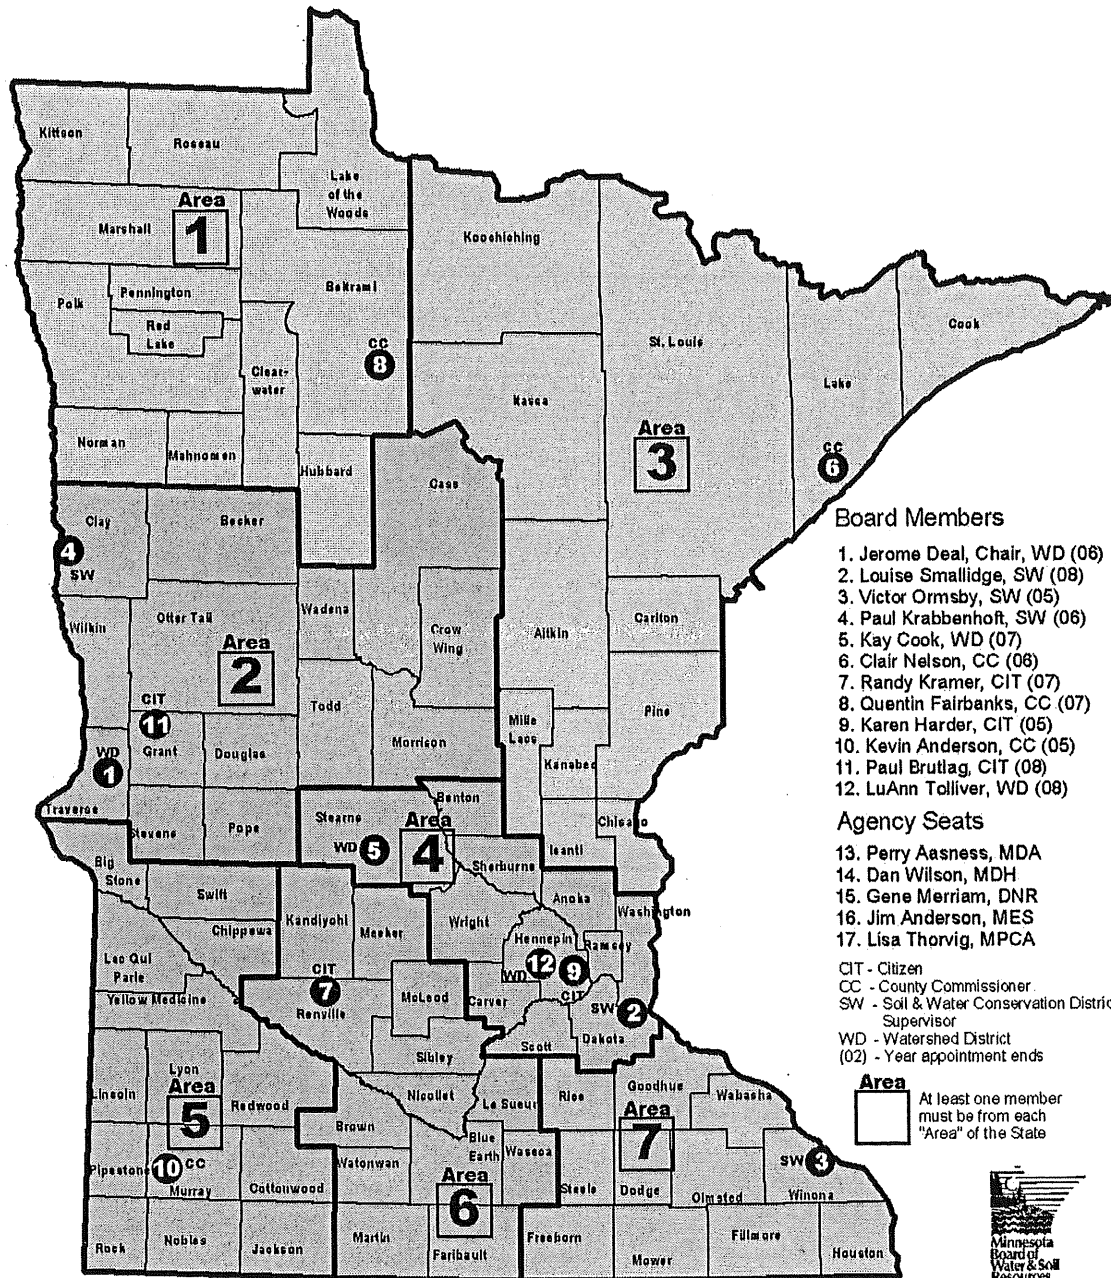 Kittson
Roseau
Lake
of the
Woods
Area
1
Marshall
Koochiching
Polk
Pennington
Beltrami
Red
Lake
Cook
St. Louis
CC
8
Clear-
water
Lake
Itasca
Norman
Mahnomen
Area
3
CC
6
Hubbard
Cass
Clay
Becker
4
SW
Board Members
1. Jerome Deal, Chair, WD (06)
2. Louise Smallidge, SW (08)
3. Victor Ormsby, SW (05)
4. Paul Krabbenhoft, SW (06)
5. Kay Cook, WD (07)
6. Clair Nelson, CC (06)
7. Randy Kramer, CIT (07)
8. Quentin Fairbanks, CC (07)
9. Karen Harder, CIT (05)
10. Kevin Anderson, CC (05)
11. Paul Brutlag, CIT (08)
12. LuAnn Tolliver, WD (08)
Wilkin
Otter Tail
Wadena
Crow
Wing
Aitkin
Carlton
Area
2
CIT
11
Grant
Douglas
Todd
Morrison
Mille
Lacs
Pine
Kanabec
WD
1
Traverse
Stevens
Pope
Stearns
Benton
WD 5
Area
4
Sherburne
Isanti
Chisago
Agency Seats
13. Perry Aasness, MDA
14. Dan Wilson, MDH
15. Gene Merriam, DNR
16. Jim Anderson, MES
17. Lisa Thorvig, MPCA
Big
Stone
Swift
Chippewa
Kandiyohi
Meeker
Wright
Anoka
Washington
Hennepin
Ramsey
WD 12
9
CIT
Lac Qui
Parle
Yellow Medicine
CIT
7
Renville
McLeod
Carver
SW 2
Dakota
Scott
Sibley
CIT - Citizen
CC - County Commissioner
SW - Soil & Water Conservation District
Supervisor
WD - Watershed District
(02) - Year appointment ends
Area
At least one member
must be from each
"Area" of the State
Lincoln
Lyon
Area
5
Redwood
Brown
Nicollet
Le Sueur
Rice
Goodhue
Wabasha
Area
7
Pipestone
10 CC
Murray
Cottonwood
Watonwan
Blue
Earth
Waseca
Steele
Dodge
Olmsted
SW 3
Winona
Area
6
Rock
Nobles
Jackson
Martin
Faribault
Freeborn
Mower
Fillmore
Houston
Minnesota
Board of
Water & Soil
Resources